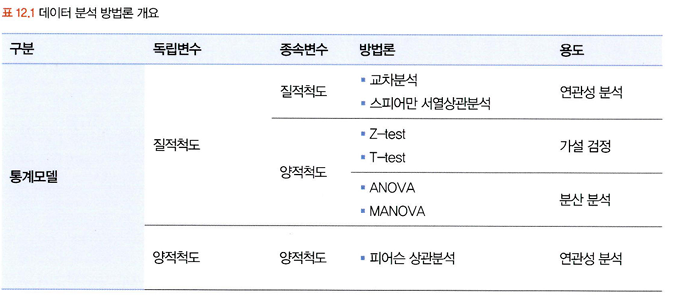 표 12.1 데이터 분석 방법론 개요
구분 독립변수 종속변수 방법론 용도
통계모델
질적척도
질적척도
▪ 교차분석
▪ 스피어만 서열상관분석
연관성 분석
양적척도
▪ Z-test
▪ T-test
가설 검정
▪ ANOVA
▪ MANOVA
분산 분석
양적척도 양적척도 ▪ 피어슨 상관분석 연관성 분석